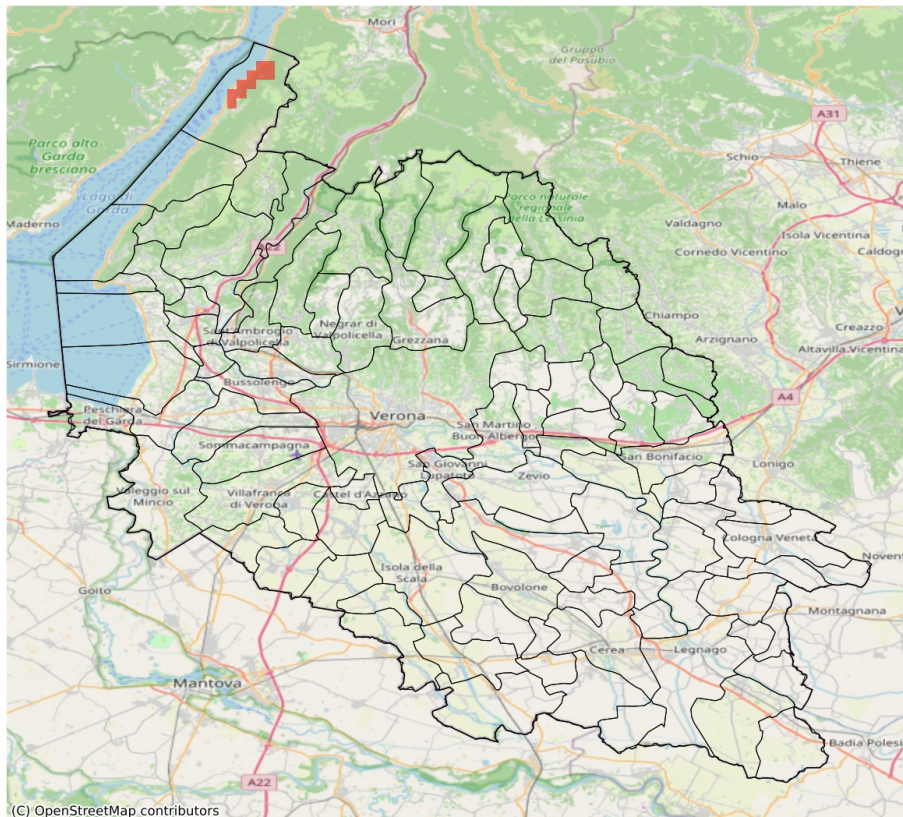 Mori
Gruppo
del Pasubio
A31
Parco alto
Garda
bresciano
Schio
Thiene
Lago di
Garda
Parco naturale
regionale
della Lessinia
Malo
Maderno
Valdagno
Isola Vicentina
A22
Cornedo Vicentino
Caldogn
Chiampo
Sant'Ambrogio
di Valpolicella
Negrar di
Valpolicella
Grezzana
Arzignano
Creazzo
Altavilla Vicentina
Sirmione
Bussolengo
A4
Peschiera
del Garda
Verona
San Martino
Buon Albergo
Sommacampagna
San Bonifacio
Lonigo
San Giovanni
Lupatoto
Zevio
Valeggio sul
Mincio
Villafranca
di Verona
Castel d'Azzano
Cologna Veneta
Novent
Isola della
Scala
Goito
Bovolone
Montagnana
Cerea
Legnago
Mantova
Badia Polesi
A22
(C) OpenStreetMap contributors